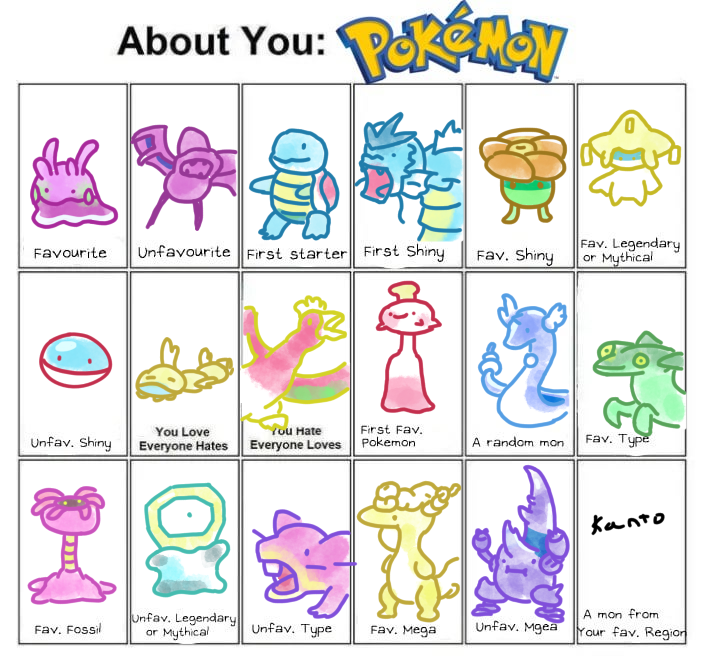 About You: POKéMON
Favourite
Unfavourite
First starter
First Shiny
Fav. Shiny
Fav. Legendary
or Mythical
Unfav. Shiny
You Love
Everyone Hates
You Hate
Everyone Loves
First Fav.
Pokemon
A random mon
Fav. Type
Fav. Fossil
Unfav. Legendary
or Mythical
Unfav. Type
Fav. Mega
Unfav. Mgea
Kanto
A mon from
Your fav. Region